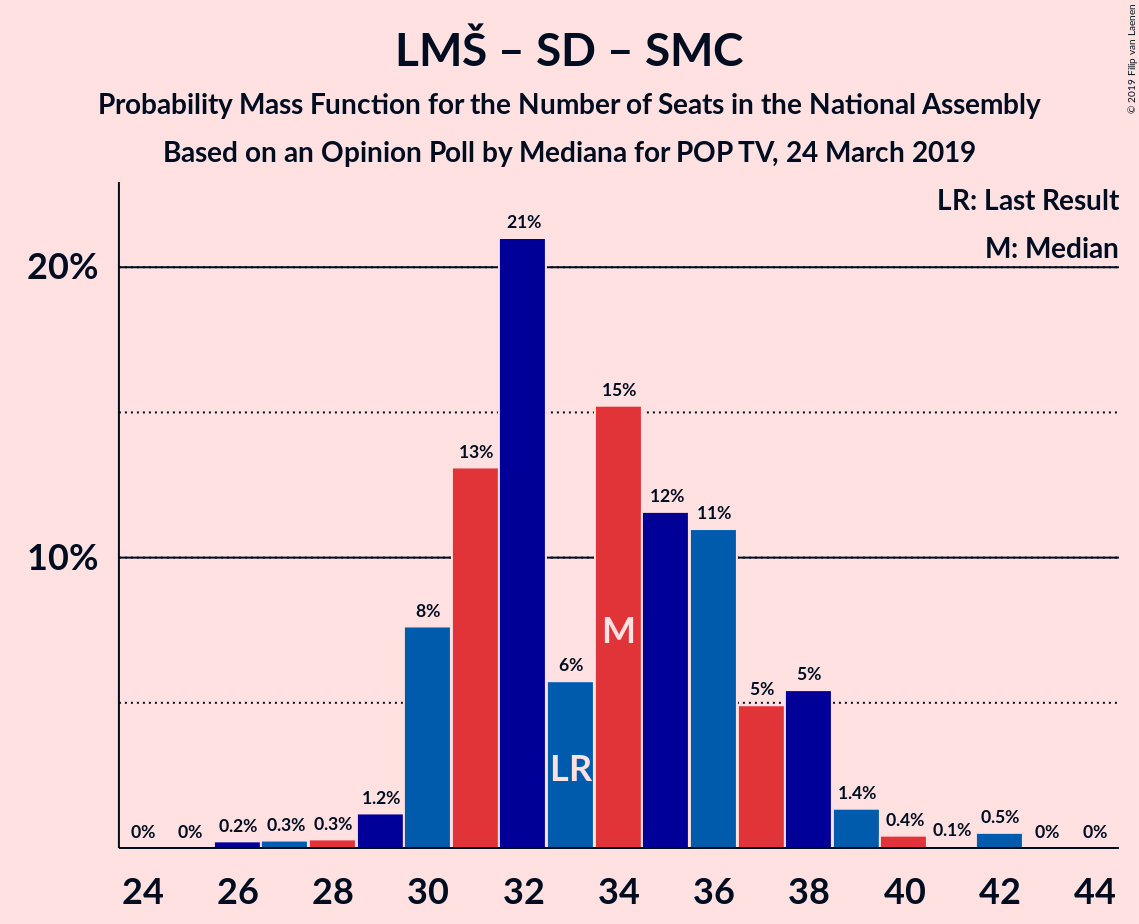 LMŠ – SD – SMC
Probability Mass Function for the Number of Seats in the National Assembly
Based on an Opinion Poll by Mediana for POP TV, 24 March 2019
© 2019 Filip van Laenen
LR: Last Result
M: Median
20%
10%
0%
0%
0.2%
0.3%
0.3%
1.2%
8%
13%
21%
6%
15%
12%
11%
5%
5%
1.4%
0.4%
0.1%
0.5%
0%
0%
LR
M
24 26 28 30 32 34 36 38 40 42 44